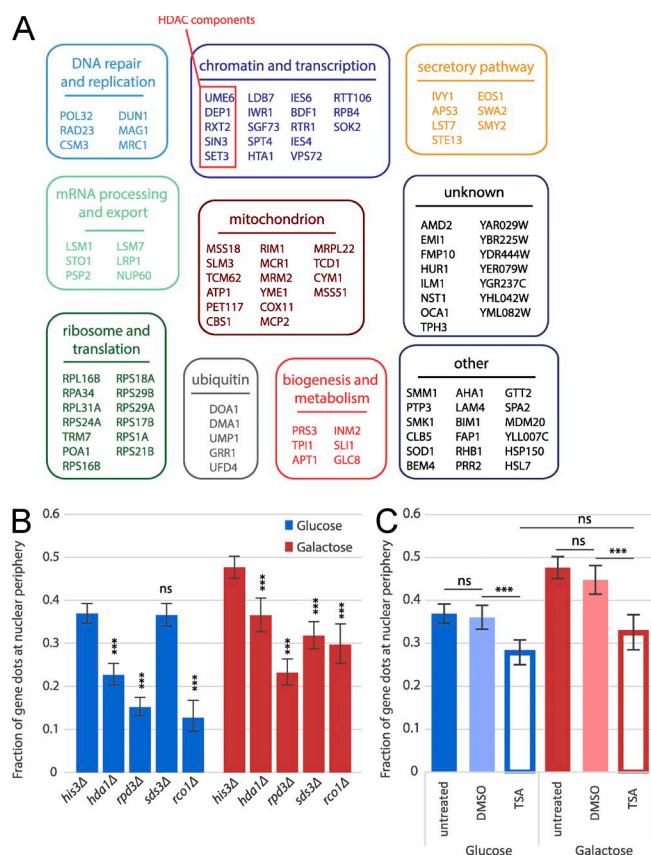 A
HDAC components
DNA repair
and replication
POL32 DUN1
RAD23 MAG1
CSM3 MRC1
chromatin and transcription
UME6 LDB7 IES6 RTT106
DEP1 IWR1 BDF1 RPB4
RXT2 SGF73 RTR1 SOK2
SIN3 SPT4 IES4
SET3 HTA1 VPS72
secretory pathway
IVY1 EOS1
APS3 SWA2
LST7 SMY2
STE13
mRNA processing
and export
LSM1 LSM7
STO1 LRP1
PSP2 NUP60
mitochondrion
MSS18 RIM1 MRPL22
SLM3 MCR1 TCD1
TCM62 MRM2 CYM1
ATP1 YME1 MSS51
PET117 COX11
CBS1 MCP2
unknown
AMD2 YAR029W
EMI1 YBR225W
FMP10 YDR444W
HUR1 YER079W
ILM1 YGR237C
NST1 YHL042W
OCA1 YML082W
TPH3
ribosome and
translation
RPL16B RPS18A
RPA34 RPS29B
RPL31A RPS29A
RPS24A RPS17B
TRM7 RPS1A
POA1 RPS21B
RPS16B
ubiquitin
DOA1
DMA1
UMP1
GRR1
UFD4
biogenesis and
metabolism
PRS3 INM2
TPI1 SLI1
APT1 GLC8
other
SMM1 AHA1 GTT2
PTP3 LAM4 SPA2
SMK1 BIM1 MDM20
CLB5 FAP1 YLL007C
SOD1 RHB1 HSP150
BEM4 PRR2 HSL7
B
Fraction of gene dots at nuclear periphery
0.6
0.5
0.4
0.3
0.2
0.1
0
Glucose
Galactose
*** *** ns ***
*** *** *** ***
his3Δ hda1Δ rpd3Δ sds3Δ rco1Δ his3Δ hda1Δ rpd3Δ sds3Δ rco1Δ
C
Fraction of gene dots at nuclear periphery
0.6
0.5
0.4
0.3
0.2
0.1
0
ns
ns ***
ns ***
untreated DMSO TSA untreated DMSO TSA
Glucose Galactose